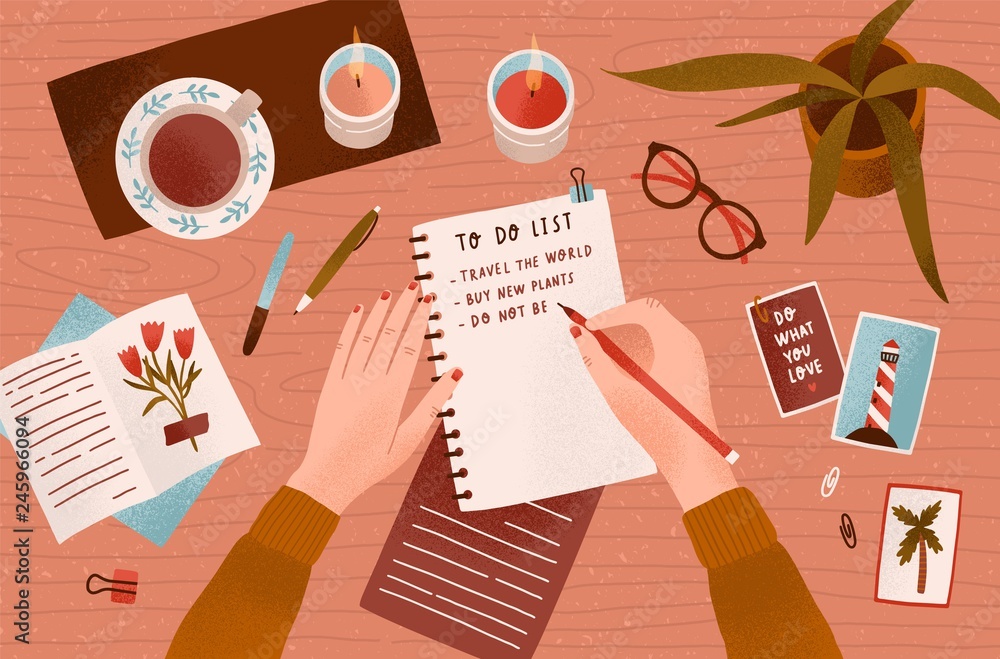 TO DO LIST
- TRAVEL THE WORLD
- BUY NEW PLANTS
- DO NOT BE
DO
WHAT
YOU
LOVE
Adobe Stock | #245966094